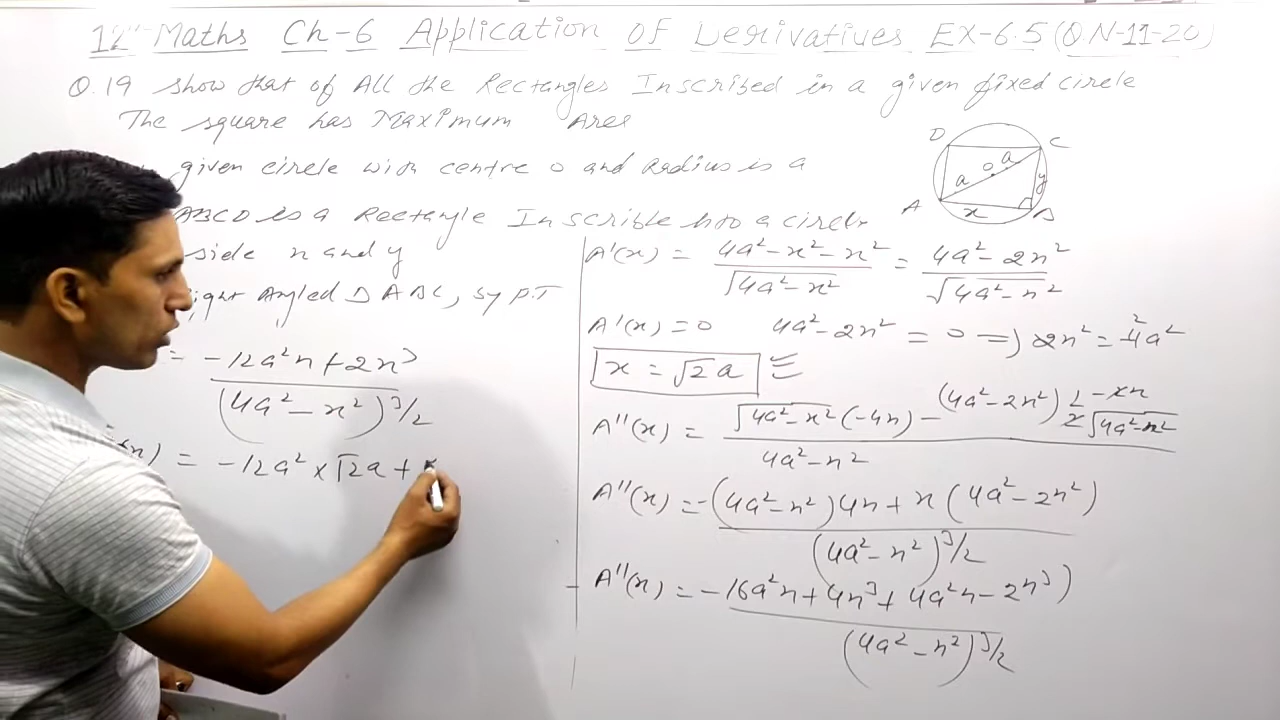 12th Maths Ch-6 Application OF Derivatives EX-6.5 (Q.N-11-20)
Q.19 show that of All the Rectangles Inscribed in a given fixed circle
The square has Maximum Area
given circle with centre O and Radius is a
ABCD is a Rectangle Inscrible Into a circle
side x and y
ight Angled Δ ABC, By P.T
= -12a²x+2x³
(4a²-x²)^3/2
(x) = -12a² × √2a +
D C
a O a
y
A x B
A'(x) = 4a²-x²-x² / √4a²-x² = 4a²-2x² / √4a²-x²
A'(x) = 0 4a²-2x² = 0 => 2x² = 4a² 2
x = √2a
A''(x) = √4a²-x² (-4x) - (4a²-2x²) 1/2 -2x/√4a²-x²
4a²-x²
A''(x) = -(4a²-x²)4x + x(4a²-2x²)
(4a²-x²)^3/2
A''(x) = -16a²x + 4x³ + 4a²x - 2x³)
(4a²-x²)^3/2